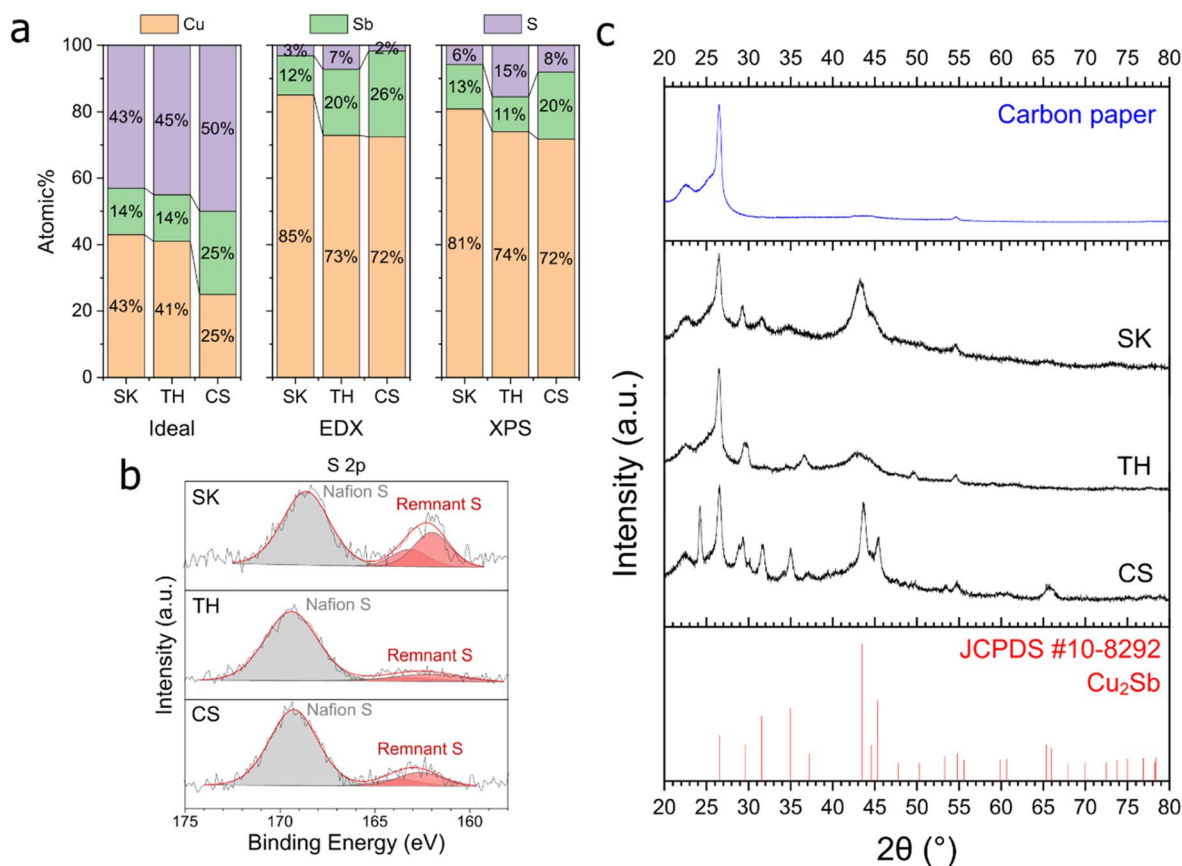 a
Cu Sb S
100
80
60
40
20
0
Atomic%
43% 45% 50%
14% 14% 25%
43% 41% 25%
SK TH CS
Ideal
3% 7% 2%
12% 20% 26%
85% 73% 72%
SK TH CS
EDX
6% 15% 8%
13% 11% 20%
81% 74% 72%
SK TH CS
XPS
b
S 2p
SK
Nafion S
Remnant S
TH
Nafion S
Remnant S
CS
Nafion S
Remnant S
Intensity (a.u.)
175 170 165 160
Binding Energy (eV)
c
20 25 30 35 40 45 50 55 60 65 70 75 80
Carbon paper
SK
TH
CS
JCPDS #10-8292
Cu₂Sb
Intensity (a.u.)
20 25 30 35 40 45 50 55 60 65 70 75 80
2θ (°)